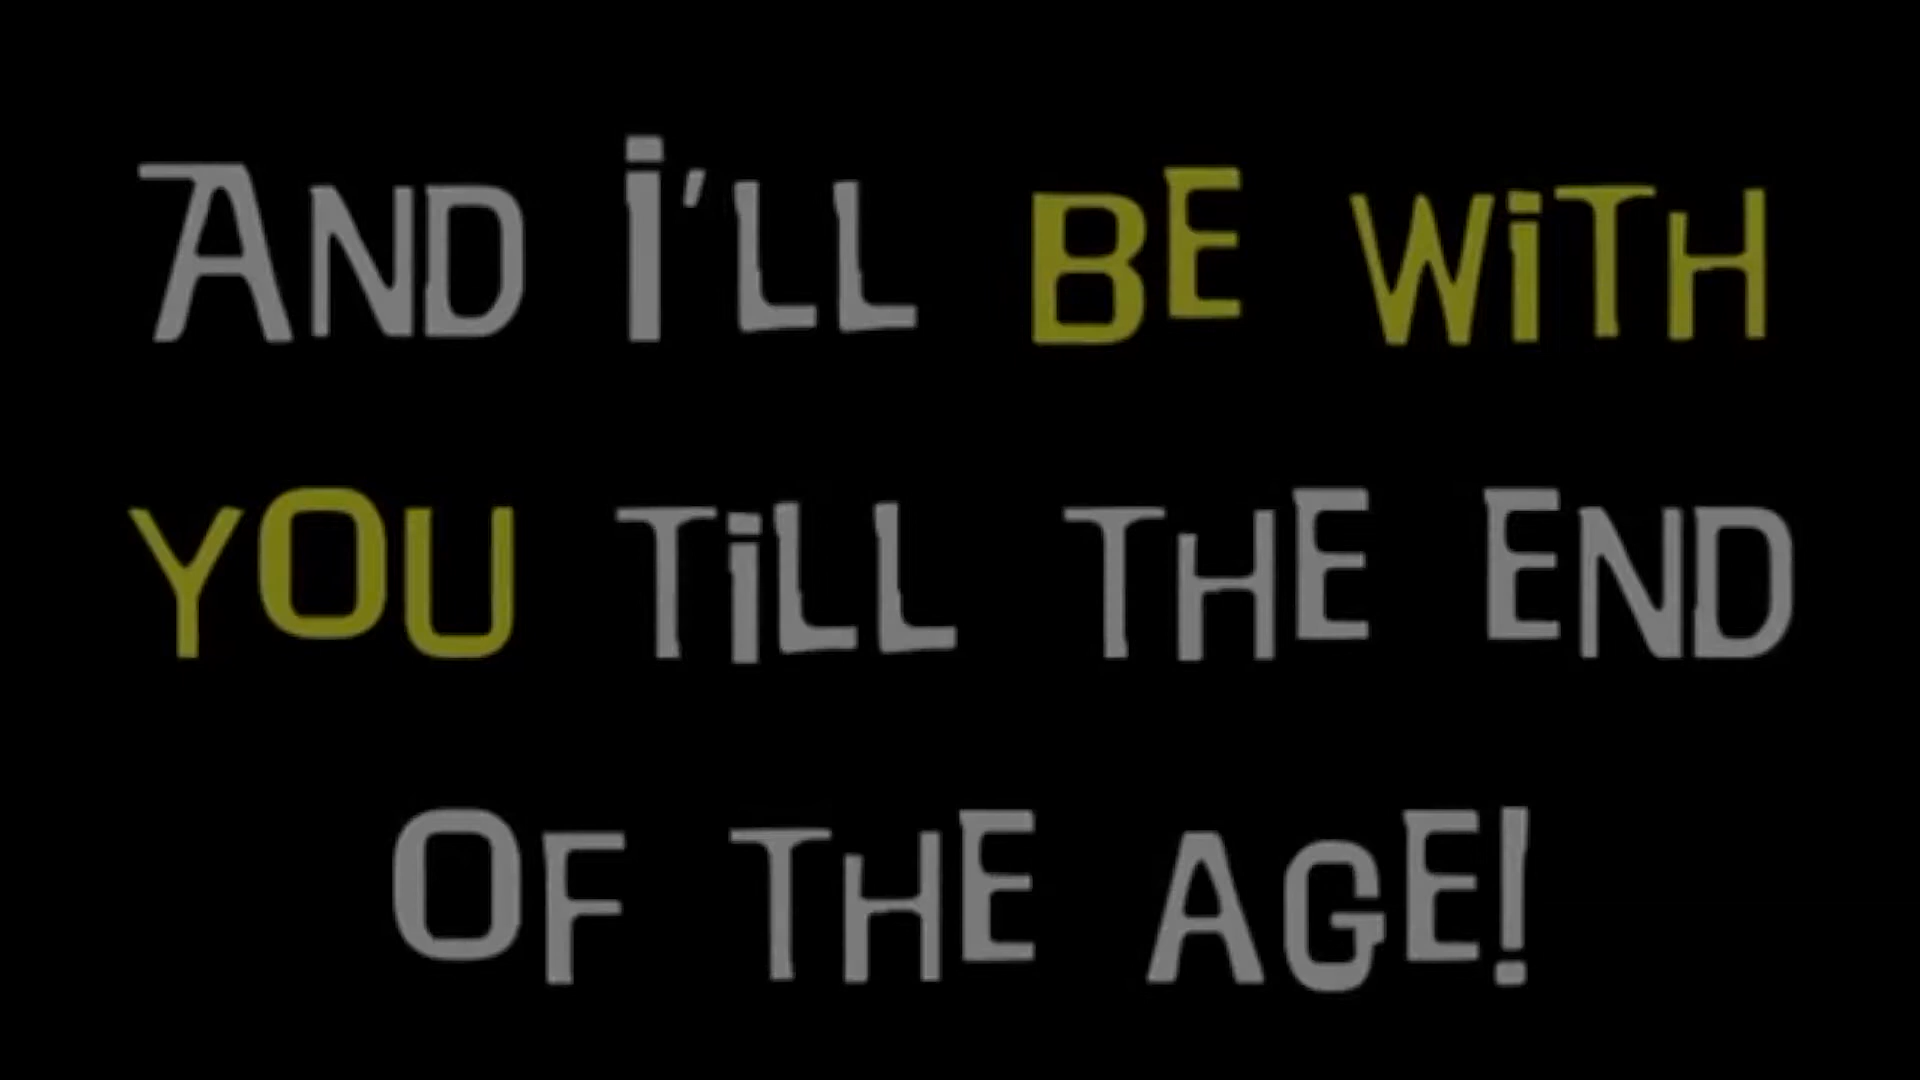 AND I'LL BE WITH
YOU TILL THE END
OF THE AGE!